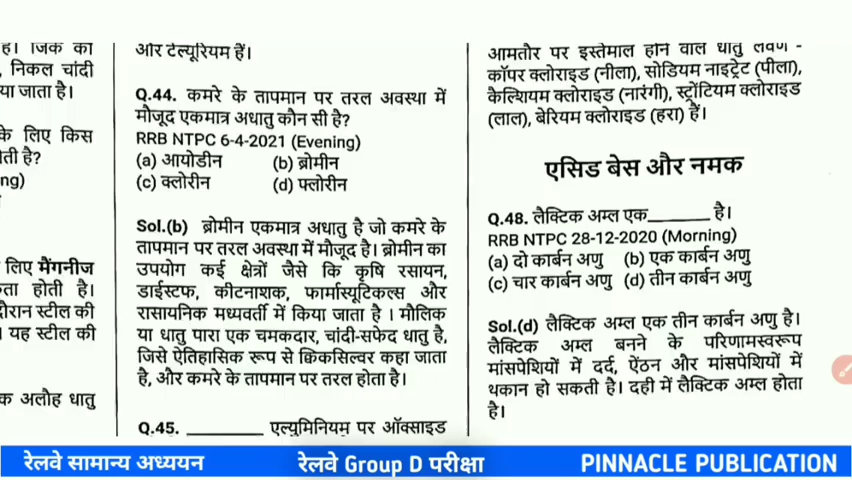 है। जिंक का
, निकल चांदी
या जाता है।
के लिए किस
ती है?
ng)
लिए मैंगनीज
ता होती है।
दौरान स्टील की
। यह स्टील की
क अलौह धातु
और टेल्यूरियम हैं।
Q.44. कमरे के तापमान पर तरल अवस्था में
मौजूद एकमात्र अधातु कौन सी है?
RRB NTPC 6-4-2021 (Evening)
(a) आयोडीन (b) ब्रोमीन
(c) क्लोरीन (d) फ्लोरीन
Sol.(b) ब्रोमीन एकमात्र अधातु है जो कमरे के
तापमान पर तरल अवस्था में मौजूद है। ब्रोमीन का
उपयोग कई क्षेत्रों जैसे कि कृषि रसायन,
डाईस्टफ, कीटनाशक, फार्मास्यूटिकल्स और
रासायनिक मध्यवर्ती में किया जाता है । मौलिक
या धातु पारा एक चमकदार, चांदी-सफेद धातु है,
जिसे ऐतिहासिक रूप से क्विकसिल्वर कहा जाता
है, और कमरे के तापमान पर तरल होता है।
Q.45. ________ एल्युमिनियम पर ऑक्साइड
आमतौर पर इस्तेमाल होने वाले धातु लवण -
कॉपर क्लोराइड (नीला), सोडियम नाइट्रेट (पीला),
कैल्शियम क्लोराइड (नारंगी), स्ट्रोंटियम क्लोराइड
(लाल), बेरियम क्लोराइड (हरा) हैं।
एसिड बेस और नमक
Q.48. लैक्टिक अम्ल एक______ है।
RRB NTPC 28-12-2020 (Morning)
(a) दो कार्बन अणु (b) एक कार्बन अणु
(c) चार कार्बन अणु (d) तीन कार्बन अणु
Sol.(d) लैक्टिक अम्ल एक तीन कार्बन अणु है।
लैक्टिक अम्ल बनने के परिणामस्वरूप
मांसपेशियों में दर्द, ऐंठन और मांसपेशियों में
थकान हो सकती है। दही में लैक्टिक अम्ल होता
है।
रेलवे सामान्य अध्ययन रेलवे Group D परीक्षा PINNACLE PUBLICATION